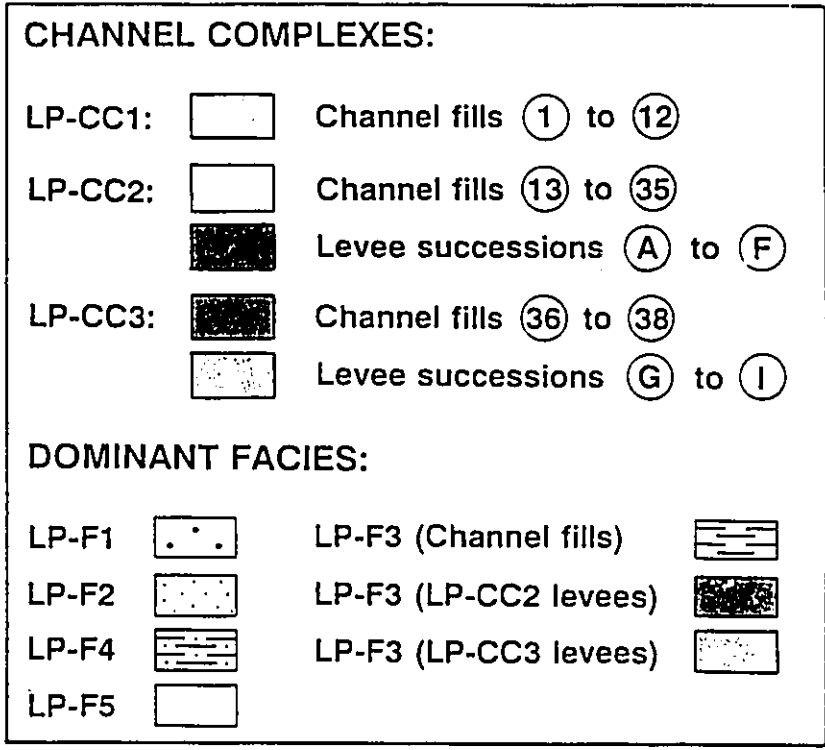 CHANNEL COMPLEXES:
LP-CC1: Channel fills 1 to 12
LP-CC2: Channel fills 13 to 35
Levee successions A to F
LP-CC3: Channel fills 36 to 38
Levee successions G to I
DOMINANT FACIES:
LP-F1 LP-F3 (Channel fills)
LP-F2 LP-F3 (LP-CC2 levees)
LP-F4 LP-F3 (LP-CC3 levees)
LP-F5